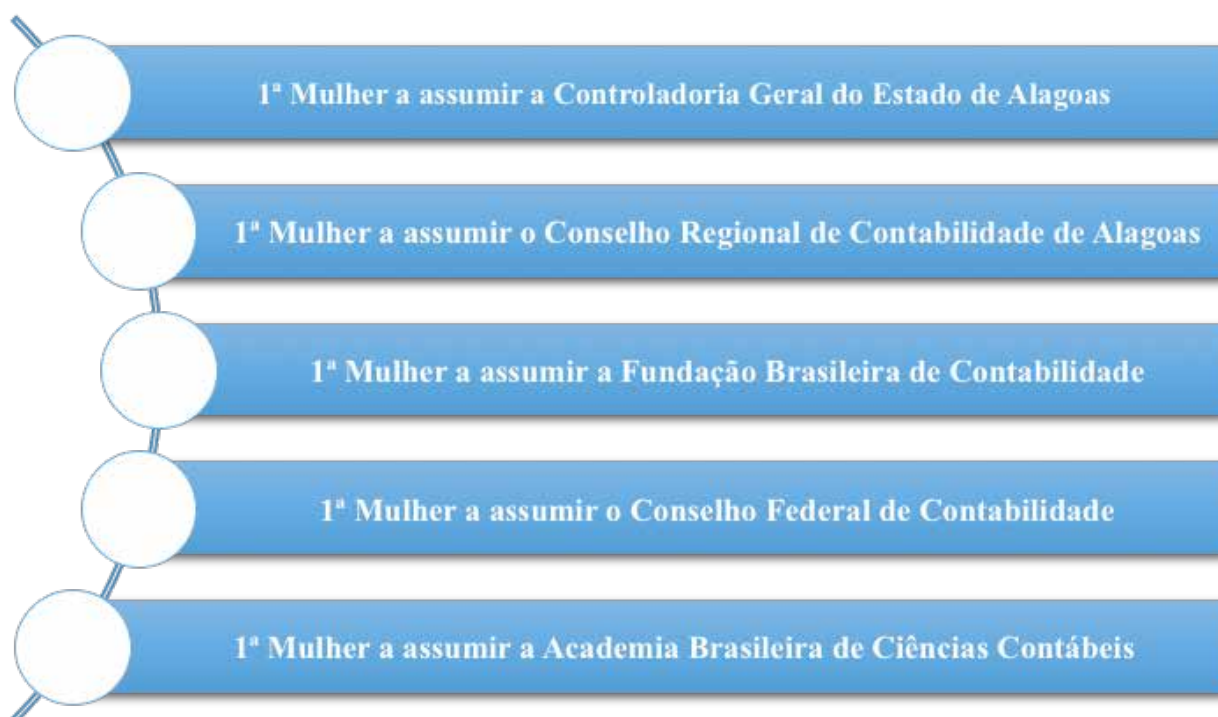 1ª Mulher a assumir a Controladoria Geral do Estado de Alagoas
1ª Mulher a assumir o Conselho Regional de Contabilidade de Alagoas
1ª Mulher a assumir a Fundação Brasileira de Contabilidade
1ª Mulher a assumir o Conselho Federal de Contabilidade
1ª Mulher a assumir a Academia Brasileira de Ciências Contábeis